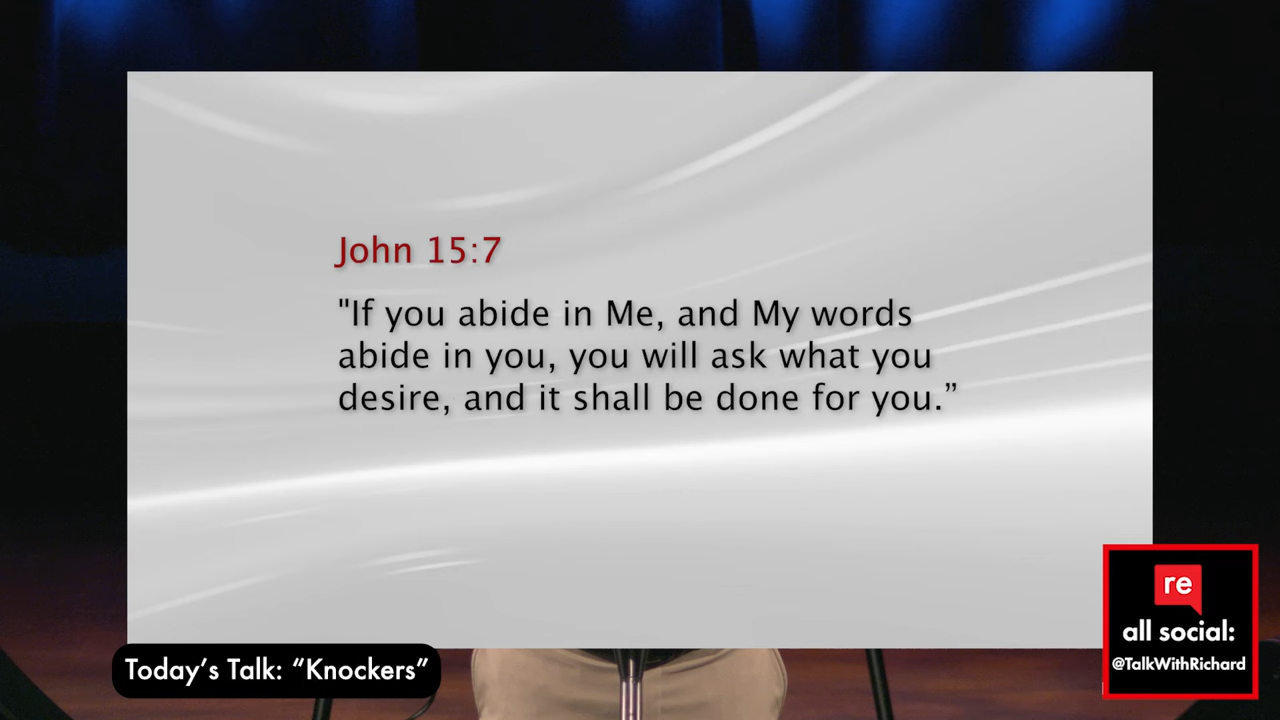 John 15:7
"If you abide in Me, and My words
abide in you, you will ask what you
desire, and it shall be done for you.”
Today’s Talk: “Knockers”
re
all social:
@TalkWithRichard